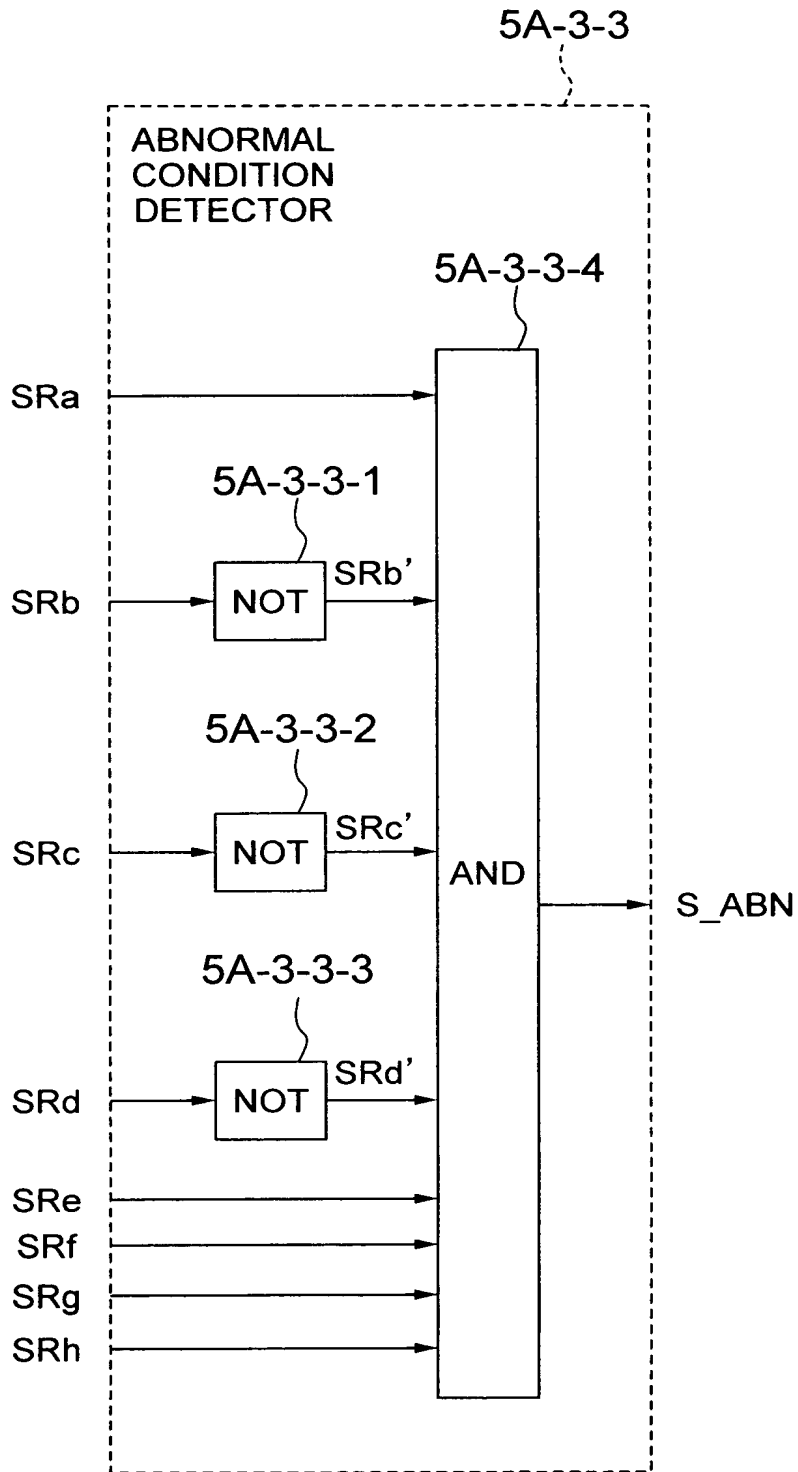 5A-3-3
ABNORMAL
CONDITION
DETECTOR
5A-3-3-4
SRa
5A-3-3-1
SRb
NOT
SRb’
5A-3-3-2
SRc
NOT
SRc’
AND
S_ABN
5A-3-3-3
SRd
NOT
SRd’
SRe
SRf
SRg
SRh